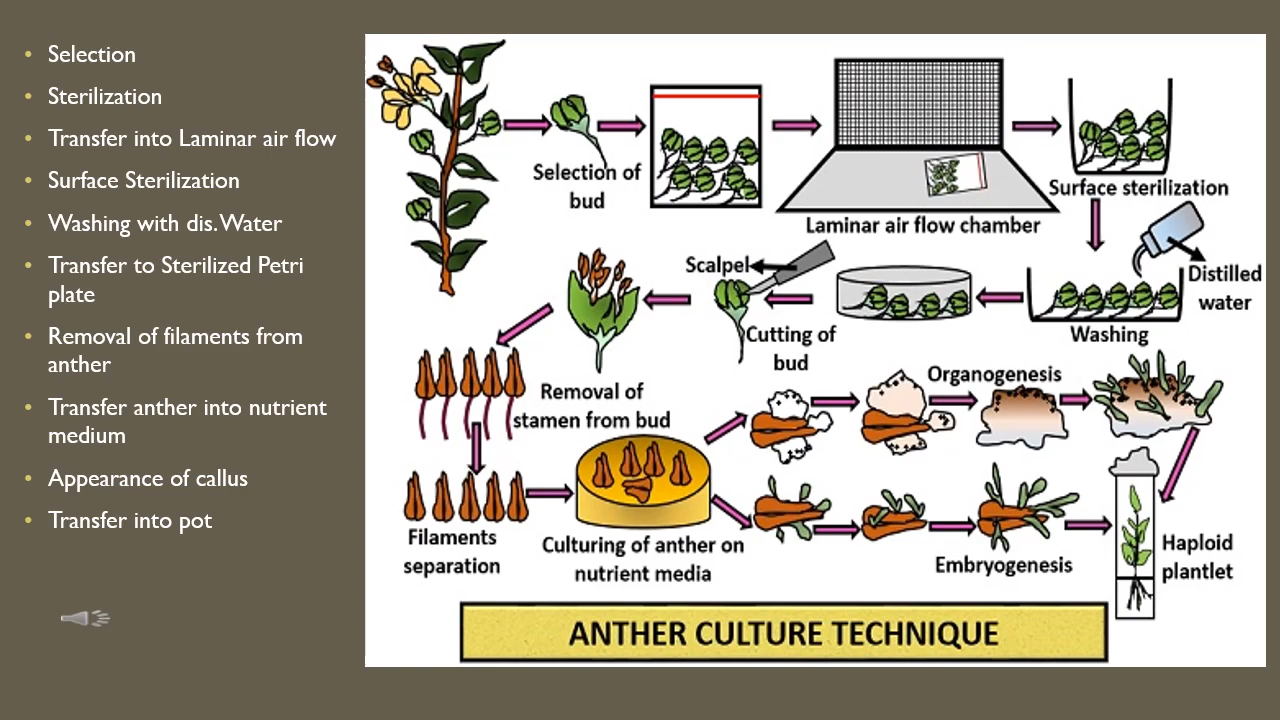 • Selection
• Sterilization
• Transfer into Laminar air flow
• Surface Sterilization
• Washing with dis.Water
• Transfer to Sterilized Petri
plate
• Removal of filaments from
anther
• Transfer anther into nutrient
medium
• Appearance of callus
• Transfer into pot
Selection of
bud
Laminar air flow chamber
Surface sterilization
Distilled
water
Washing
Scalpel
Cutting of
bud
Removal of
stamen from bud
Filaments
separation
Culturing of anther on
nutrient media
Organogenesis
Embryogenesis
Haploid
plantlet
ANTHER CULTURE TECHNIQUE